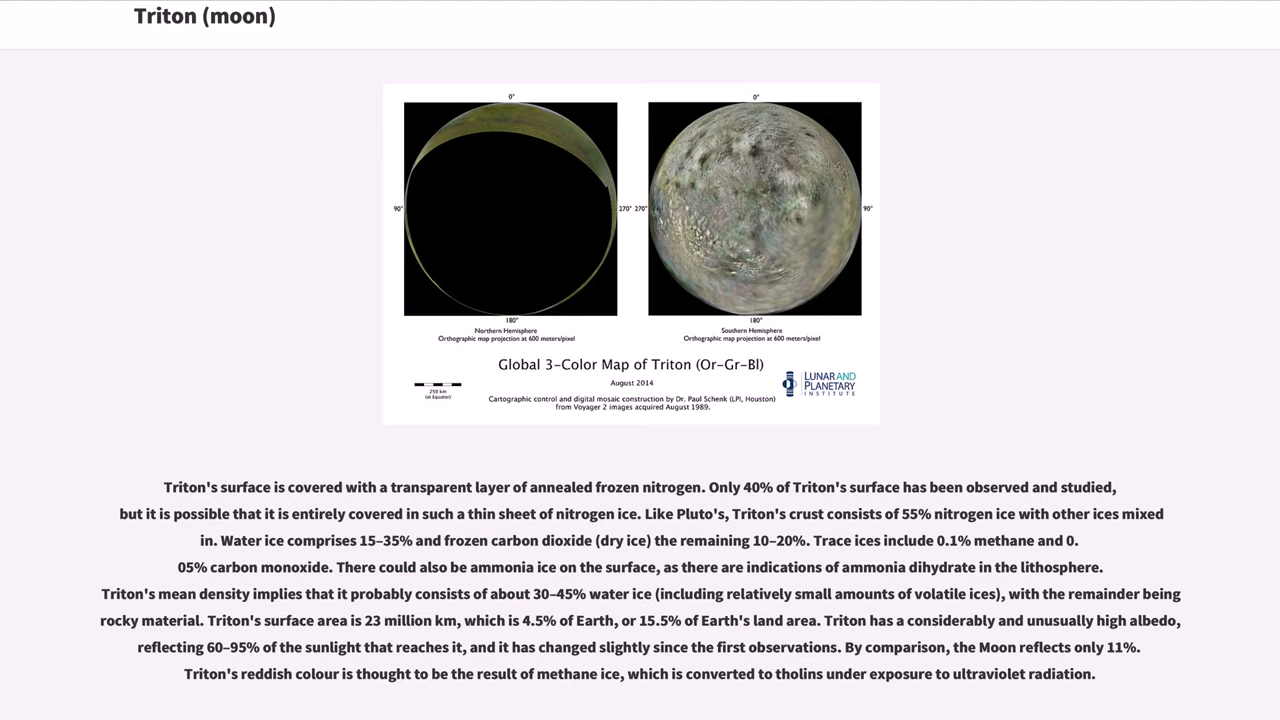 Triton (moon)
0°
0°
90°
270°
270°
90°
180°
180°
Northern Hemisphere
Orthographic map projection at 600 meters/pixel
Southern Hemisphere
Orthographic map projection at 600 meters/pixel
Global 3-Color Map of Triton (Or-Gr-Bl)
August 2014
250 km
(at Equator)
Cartographic control and digital mosaic construction by Dr. Paul Schenk (LPI, Houston)
from Voyager 2 images acquired August 1989.
LUNAR AND
PLANETARY
INSTITUTE
Triton's surface is covered with a transparent layer of annealed frozen nitrogen. Only 40% of Triton's surface has been observed and studied,
but it is possible that it is entirely covered in such a thin sheet of nitrogen ice. Like Pluto's, Triton's crust consists of 55% nitrogen ice with other ices mixed
in. Water ice comprises 15–35% and frozen carbon dioxide (dry ice) the remaining 10–20%. Trace ices include 0.1% methane and 0.
05% carbon monoxide. There could also be ammonia ice on the surface, as there are indications of ammonia dihydrate in the lithosphere.
Triton's mean density implies that it probably consists of about 30–45% water ice (including relatively small amounts of volatile ices), with the remainder being
rocky material. Triton's surface area is 23 million km, which is 4.5% of Earth, or 15.5% of Earth's land area. Triton has a considerably and unusually high albedo,
reflecting 60–95% of the sunlight that reaches it, and it has changed slightly since the first observations. By comparison, the Moon reflects only 11%.
Triton's reddish colour is thought to be the result of methane ice, which is converted to tholins under exposure to ultraviolet radiation.